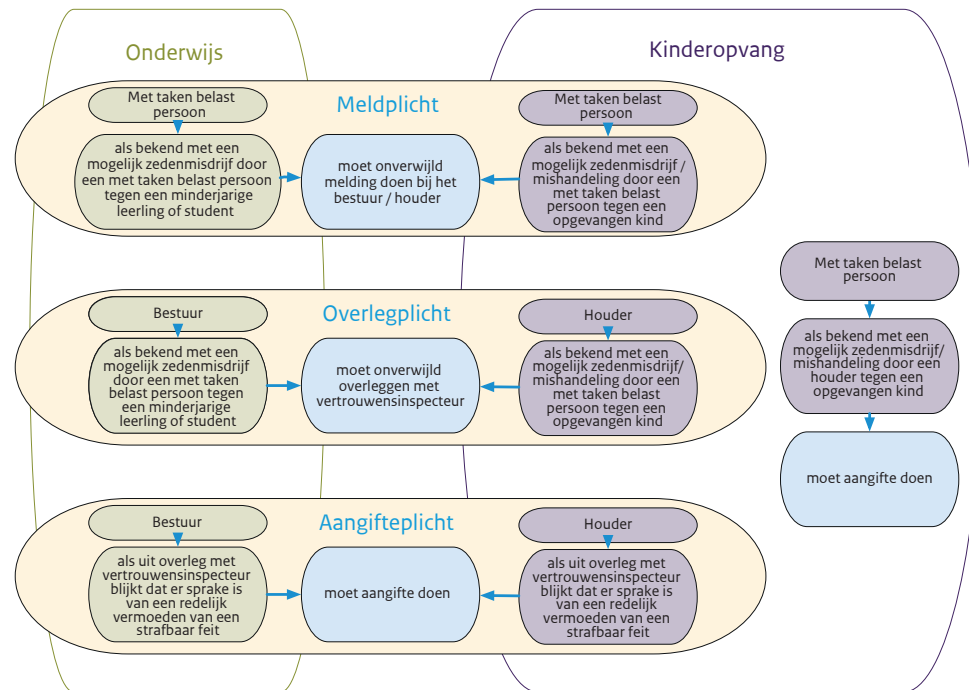 Onderwijs
Kinderopvang
Meldplicht
Met taken belast
persoon
als bekend met een
mogelijk zedenmisdrijf door
een met taken belast persoon
tegen een minderjarige
leerling of student
moet onverwijld
melding doen bij het
bestuur / houder
Met taken belast
persoon
als bekend met een
mogelijk zedenmisdrijf /
mishandeling door een
met taken belast
persoon tegen een
opgevangen kind
Overlegplicht
Bestuur
als bekend met een
mogelijk zedenmisdrijf
door een met taken
belast persoon tegen
een minderjarige
leerling of student
moet onverwijld
overleggen met
vertrouwensinspecteur
Houder
als bekend met een
mogelijk zedenmisdrijf/
mishandeling door een
met taken belast
persoon tegen een
opgevangen kind
Aangifteplicht
Bestuur
als uit overleg met
vertrouwensinspecteur
blijkt dat er sprake is
van een redelijk
vermoeden van een
strafbaar feit
moet aangifte doen
Houder
als uit overleg met
vertrouwensinspecteur
blijkt dat er sprake is
van een redelijk
vermoeden van een
strafbaar feit
Met taken belast
persoon
als bekend met een
mogelijk zedenmisdrijf/
mishandeling door een
houder tegen een
opgevangen kind
moet aangifte doen